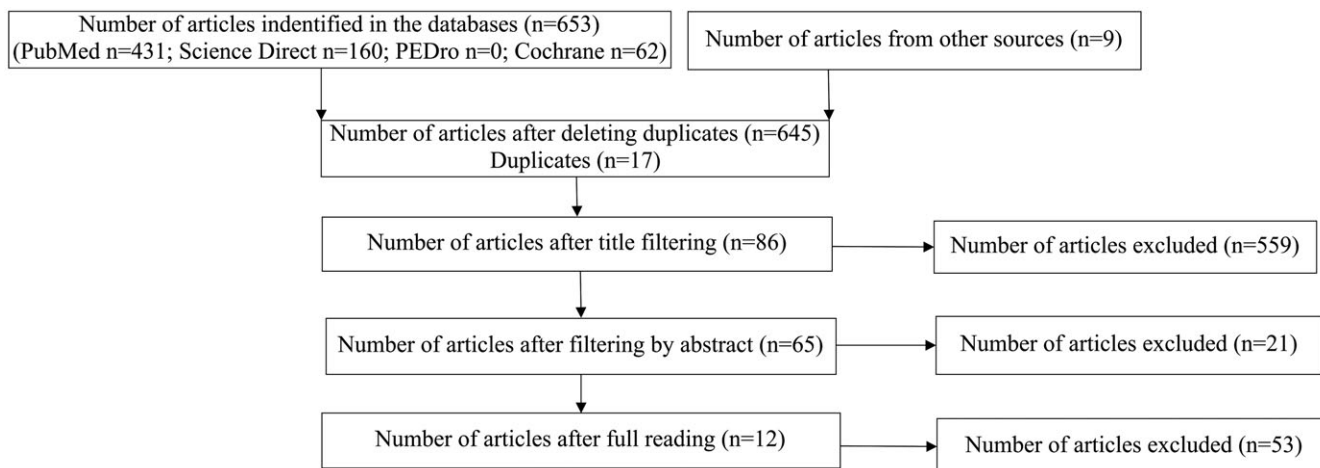 Number of articles indentified in the databases (n=653)
(PubMed n=431; Science Direct n=160; PEDro n=0; Cochrane n=62)
Number of articles from other sources (n=9)
Number of articles after deleting duplicates (n=645)
Duplicates (n=17)
Number of articles after title filtering (n=86)
Number of articles excluded (n=559)
Number of articles after filtering by abstract (n=65)
Number of articles excluded (n=21)
Number of articles after full reading (n=12)
Number of articles excluded (n=53)